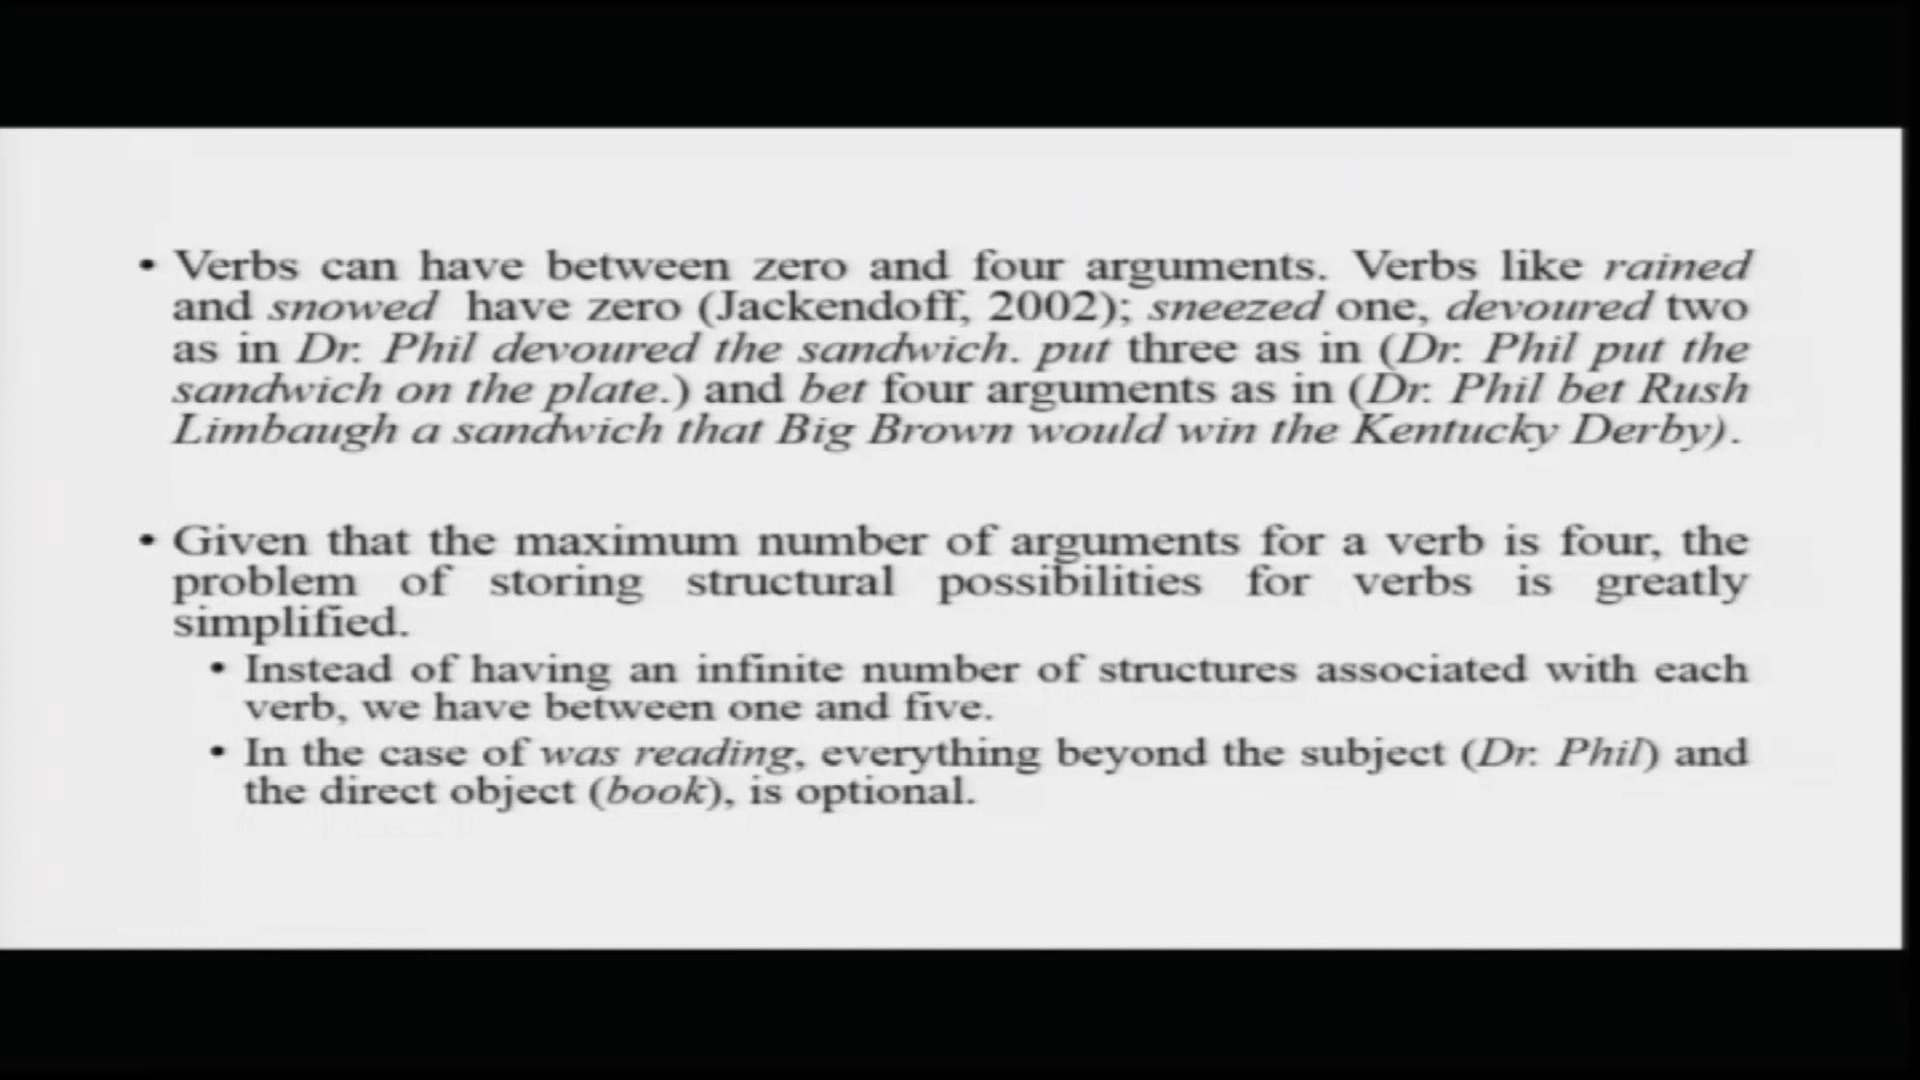 • Verbs can have between zero and four arguments. Verbs like rained
and snowed have zero (Jackendoff, 2002); sneezed one, devoured two
as in Dr. Phil devoured the sandwich. put three as in (Dr. Phil put the
sandwich on the plate.) and bet four arguments as in (Dr. Phil bet Rush
Limbaugh a sandwich that Big Brown would win the Kentucky Derby).
• Given that the maximum number of arguments for a verb is four, the
problem of storing structural possibilities for verbs is greatly
simplified.
• Instead of having an infinite number of structures associated with each
verb, we have between one and five.
• In the case of was reading, everything beyond the subject (Dr. Phil) and
the direct object (book), is optional.